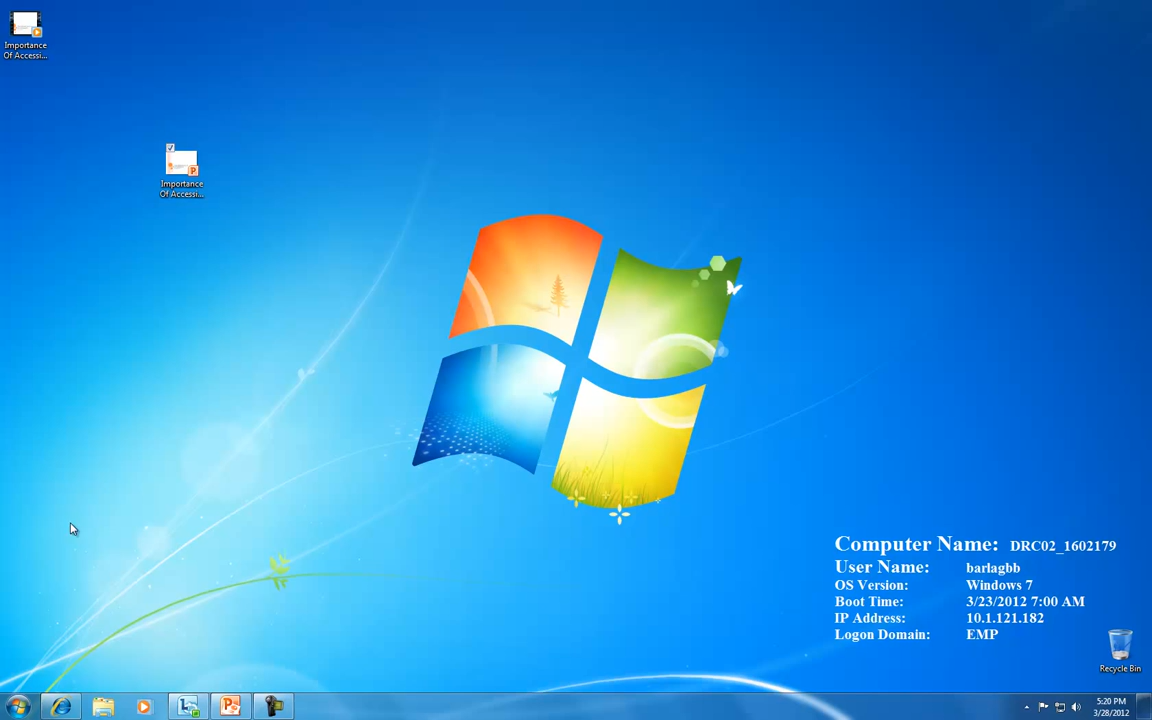 Importance
Of Accessi...
Importance
Of Accessi...
Computer Name: DRC02_1602179
User Name: barlagbb
OS Version: Windows 7
Boot Time: 3/23/2012 7:00 AM
IP Address: 10.1.121.182
Logon Domain: EMP
Recycle Bin
5:20 PM
3/28/2012